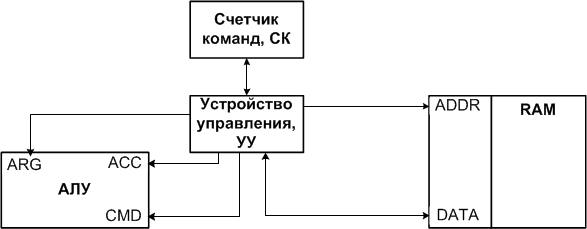 Счетчик
команд, СК
Устройство
управления,
УУ
ADDR
RAM
ARG
ACC
АЛУ
CMD
DATA